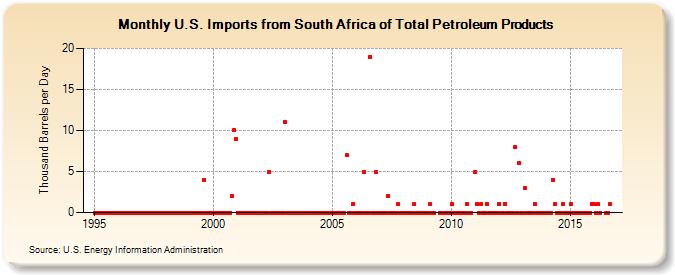 Monthly U.S. Imports from South Africa of Total Petroleum Products
Thousand Barrels per Day
20
15
10
5
0
1995 2000 2005 2010 2015
Source: U.S. Energy Information Administration